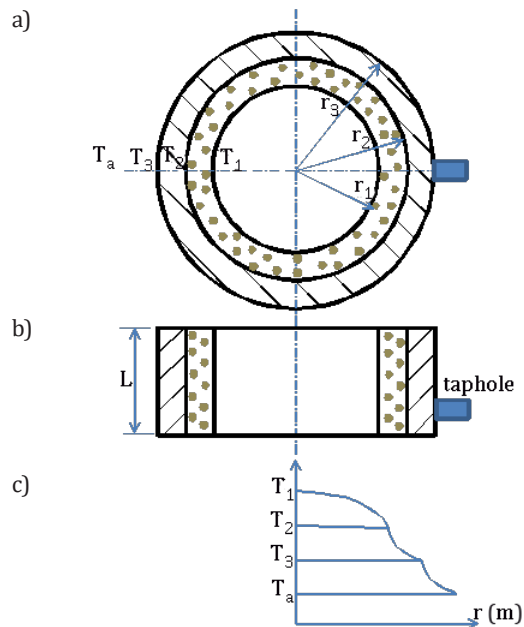 a)
r₃
r₂
Tₐ T₃ T₂ T₁
r₁
b)
L
taphole
c)
T₁
T₂
T₃
Tₐ
r (m)